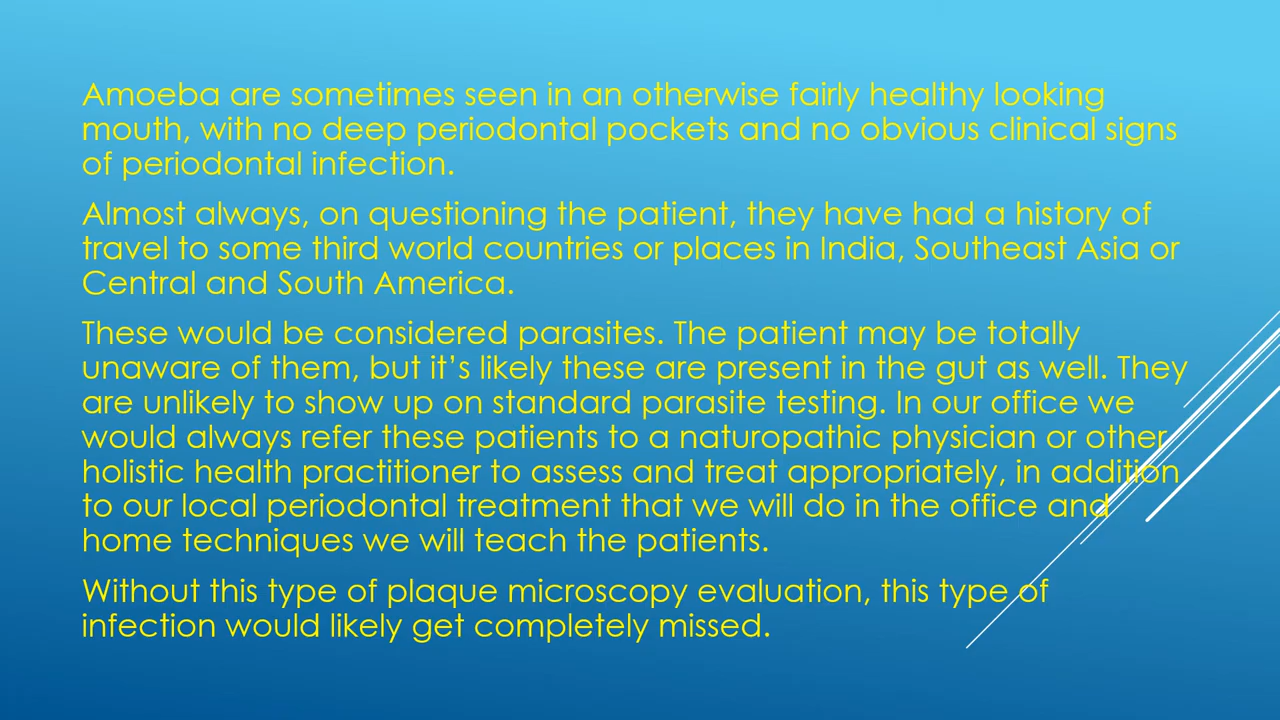 Amoeba are sometimes seen in an otherwise fairly healthy looking
mouth, with no deep periodontal pockets and no obvious clinical signs
of periodontal infection.
Almost always, on questioning the patient, they have had a history of
travel to some third world countries or places in India, Southeast Asia or
Central and South America.
These would be considered parasites. The patient may be totally
unaware of them, but it’s likely these are present in the gut as well. They
are unlikely to show up on standard parasite testing. In our office we
would always refer these patients to a naturopathic physician or other
holistic health practitioner to assess and treat appropriately, in addition
to our local periodontal treatment that we will do in the office and
home techniques we will teach the patients.
Without this type of plaque microscopy evaluation, this type of
infection would likely get completely missed.